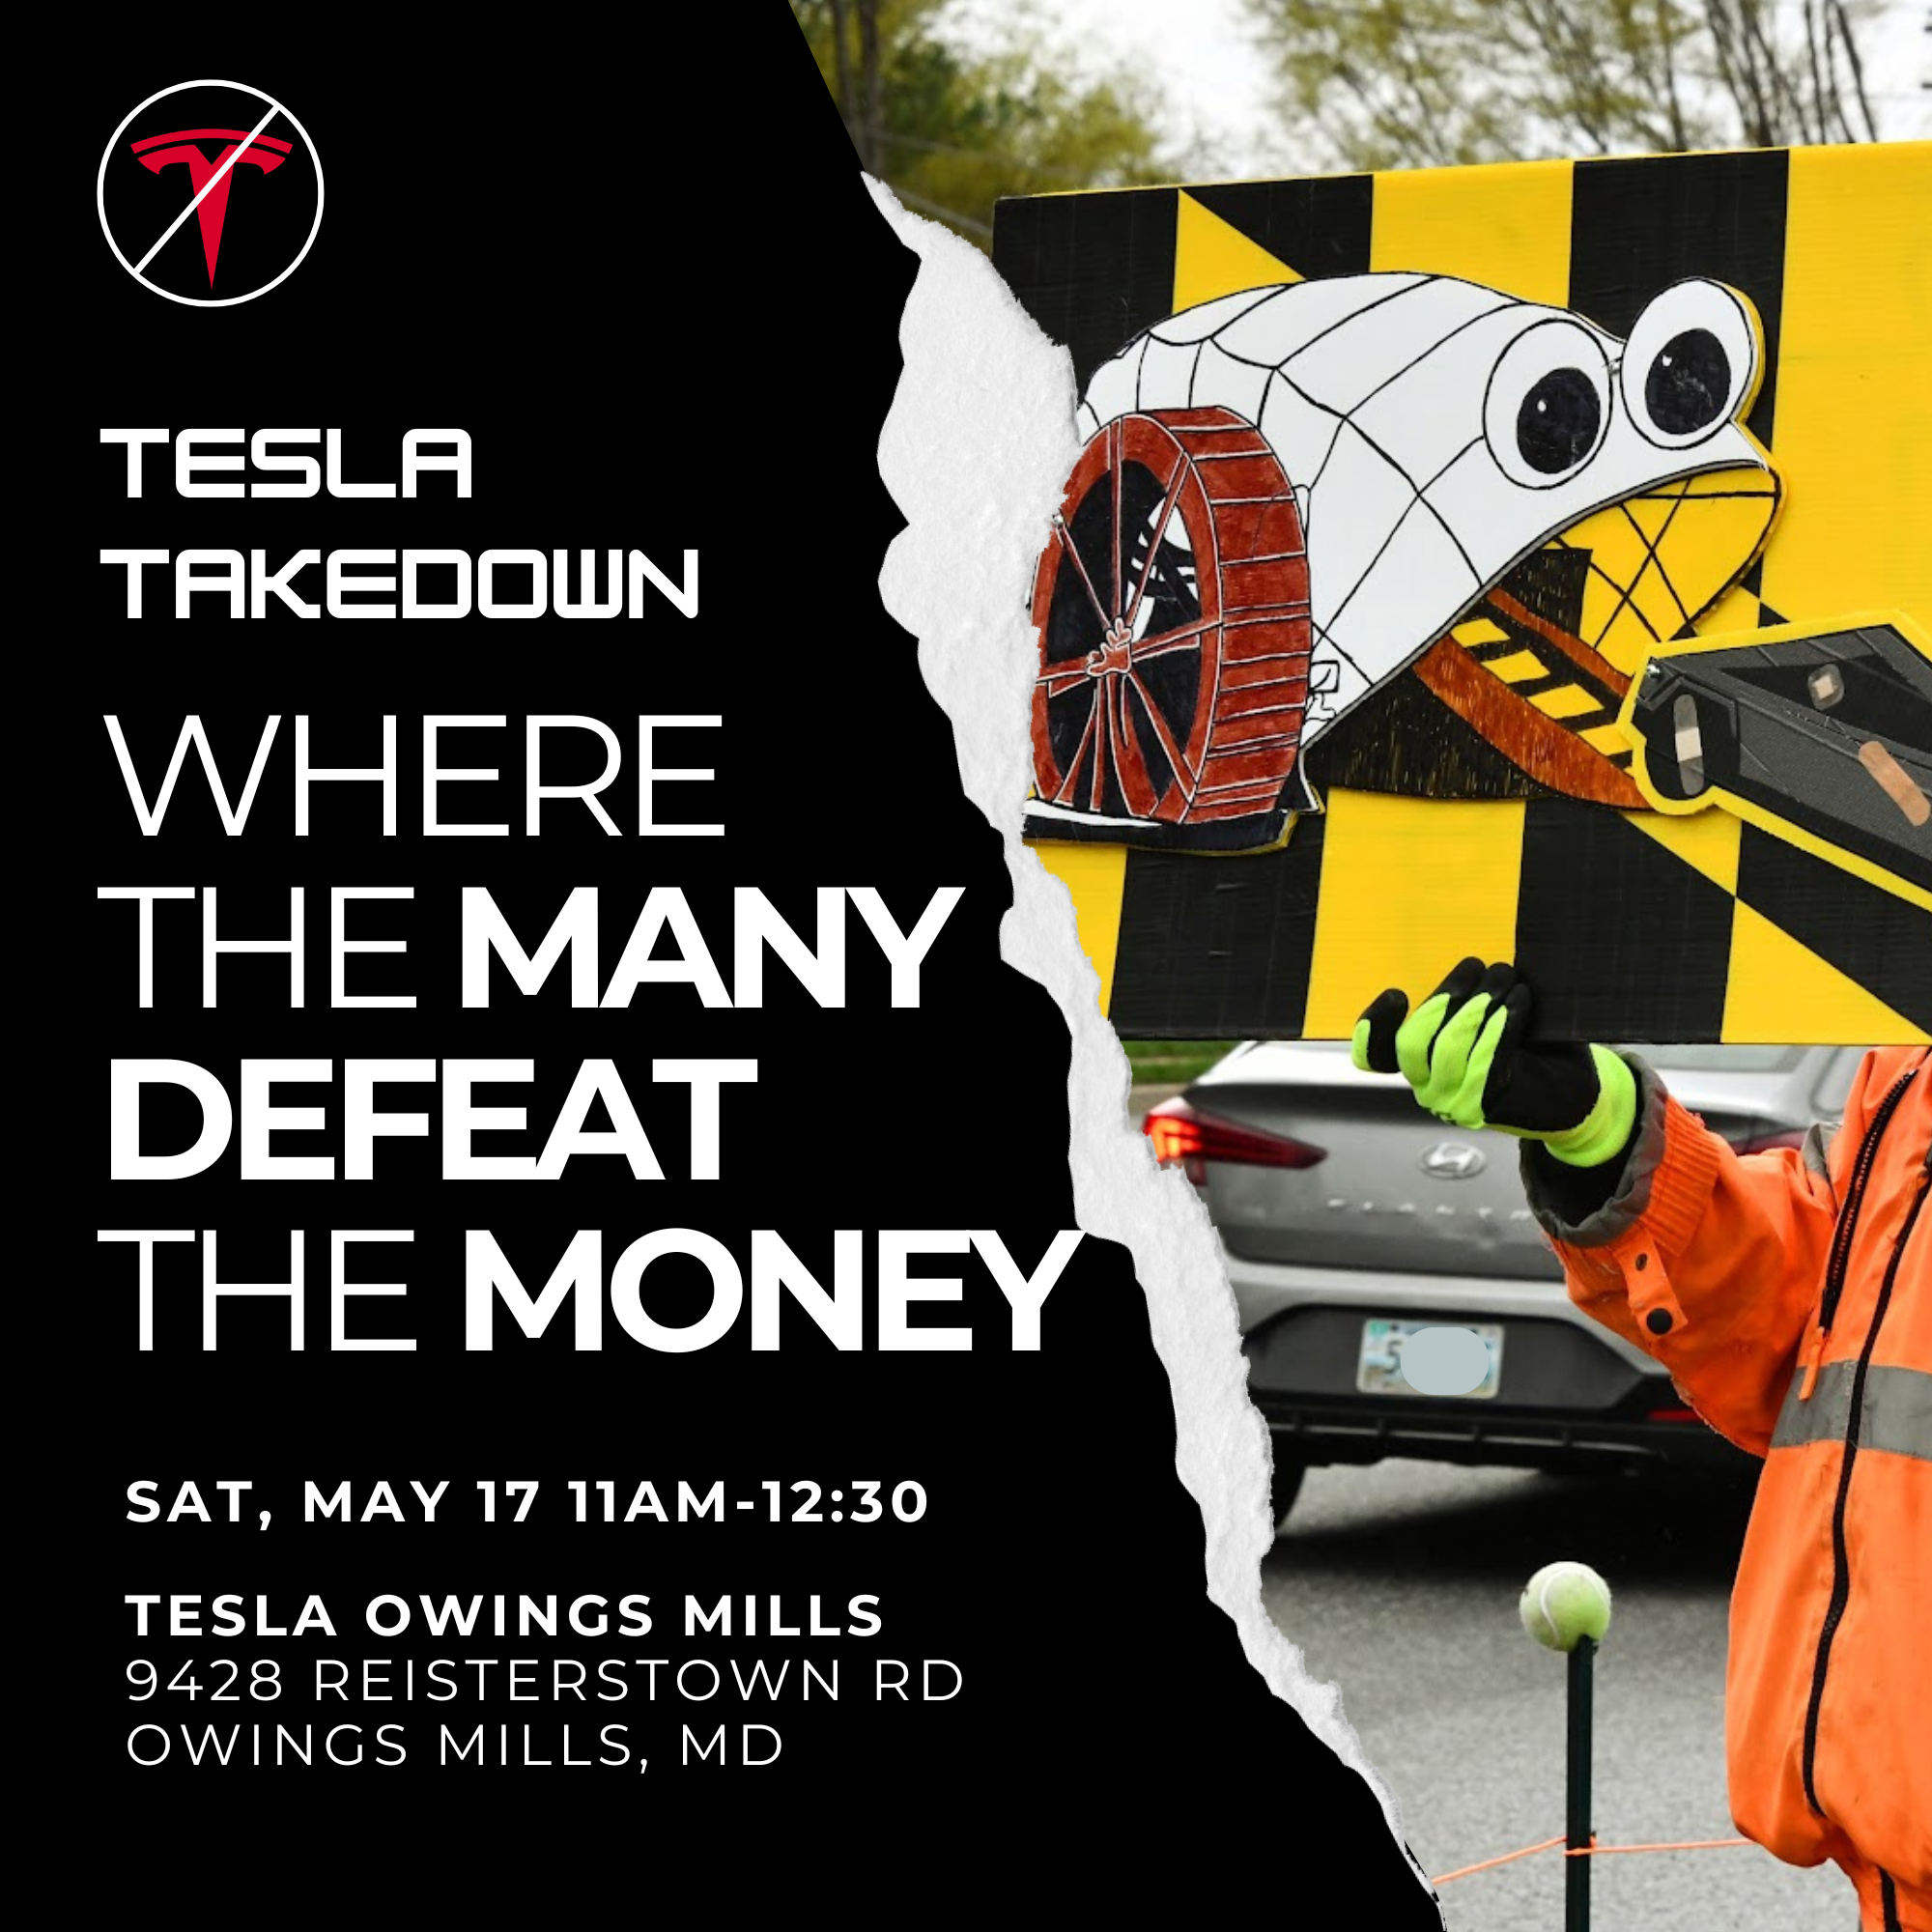 TESLA
TAKEDOWN
WHERE
THE MANY
DEFEAT
THE MONEY
SAT, MAY 17 11AM-12:30
TESLA OWINGS MILLS
9428 REISTERSTOWN RD
OWINGS MILLS, MD